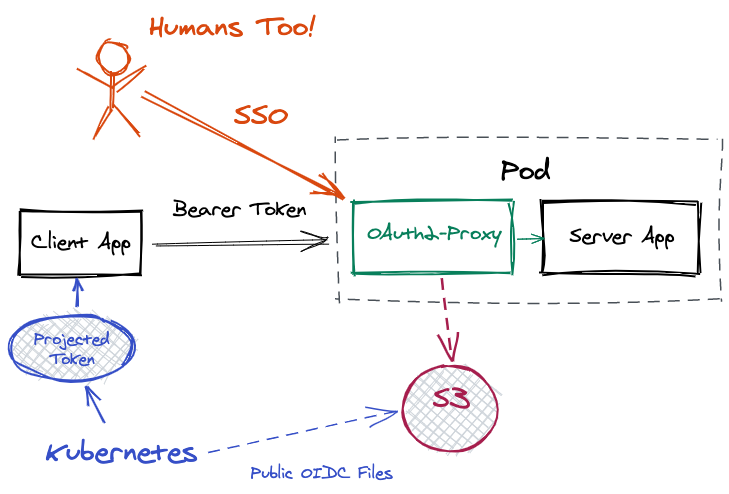 Humans Too!
SSO
Pod
Bearer Token
Client App
OAuth2-Proxy
Server App
Projected
Token
S3
Kubernetes
Public OIDC Files